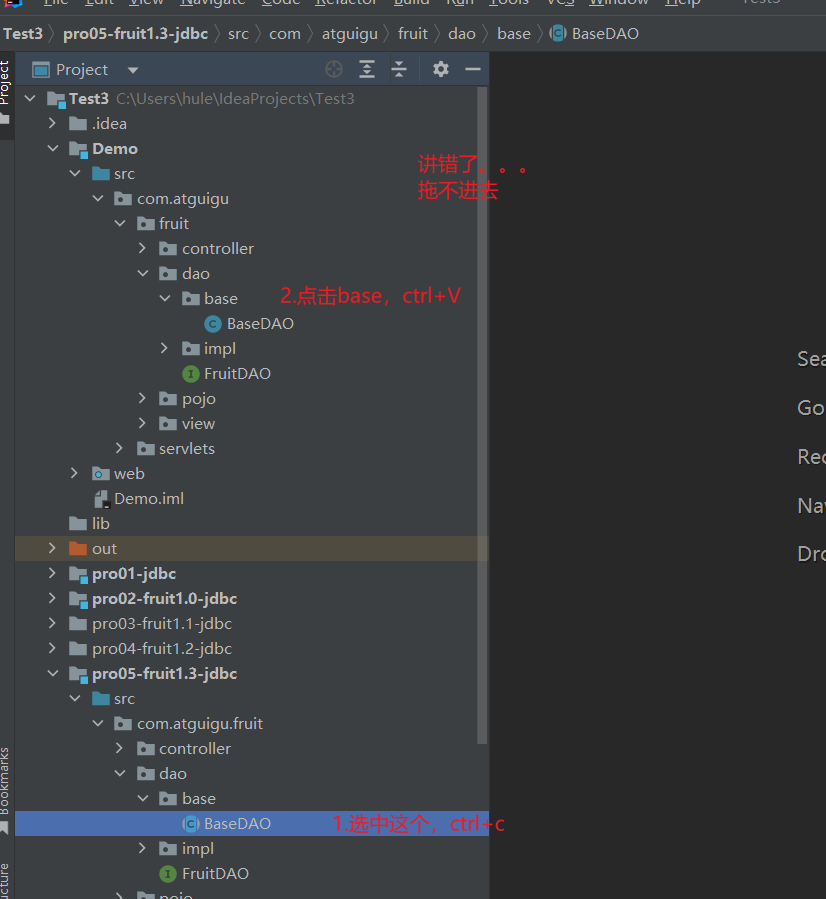 File Edit View Navigate Code Refactor Build Run Tools VCS Window Help Test3
Test3 pro05-fruit1.3-jdbc src com atguigu fruit dao base BaseDAO
Project
Project
Test3 C:\Users\hule\IdeaProjects\Test3
.idea
Demo
讲错了。。。
src
拖不进去
com.atguigu
fruit
controller
dao
base 2.点击base，ctrl+V
BaseDAO
impl
Sea
FruitDAO
pojo
Go
view
servlets
Rec
web
Demo.iml
Nav
lib
out
Dro
pro01-jdbc
pro02-fruit1.0-jdbc
pro03-fruit1.1-jdbc
pro04-fruit1.2-jdbc
pro05-fruit1.3-jdbc
src
com.atguigu.fruit
controller
dao
Bookmarks
base
BaseDAO 1.选中这个，ctrl+c
impl
FruitDAO
ucture
pojo